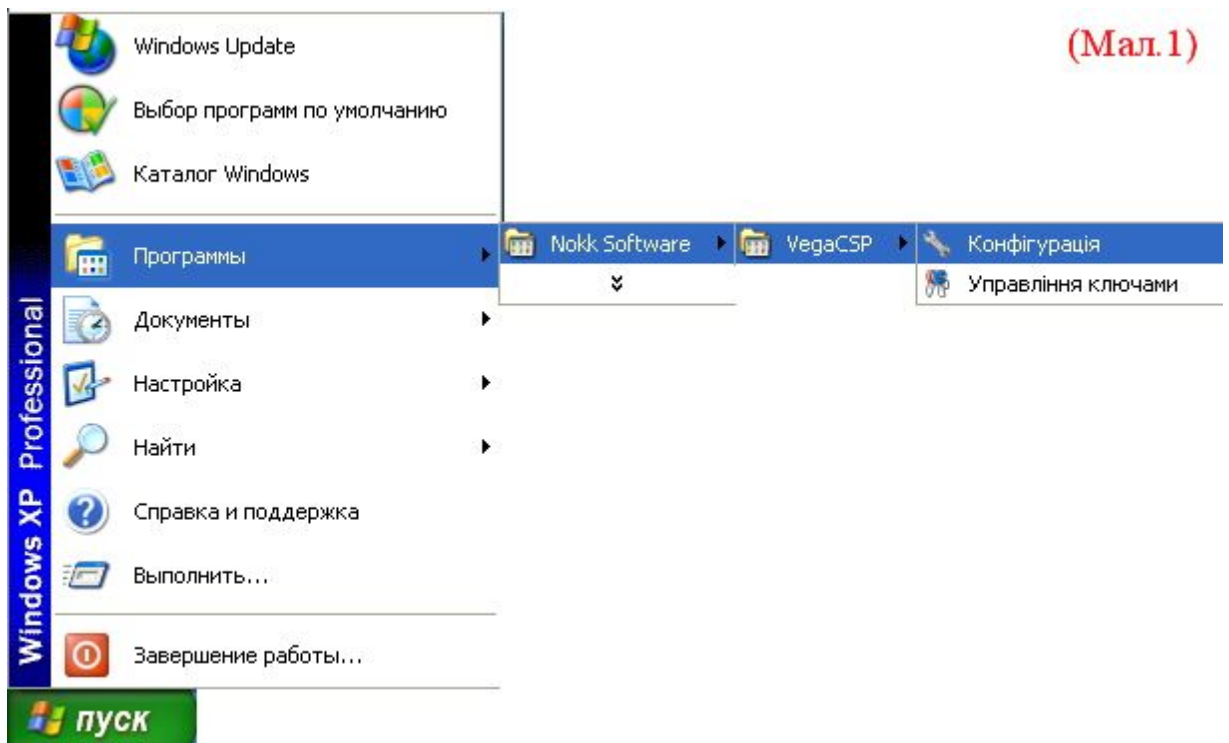 (Мал.1)
Windows Update
Выбор программ по умолчанию
Каталог Windows
Программы
Nokk Software
VegaCSP
Конфігурація
Управління ключами
Документы
Настройка
Найти
Справка и поддержка
Выполнить...
Завершение работы...
Windows XP Professional
пуск